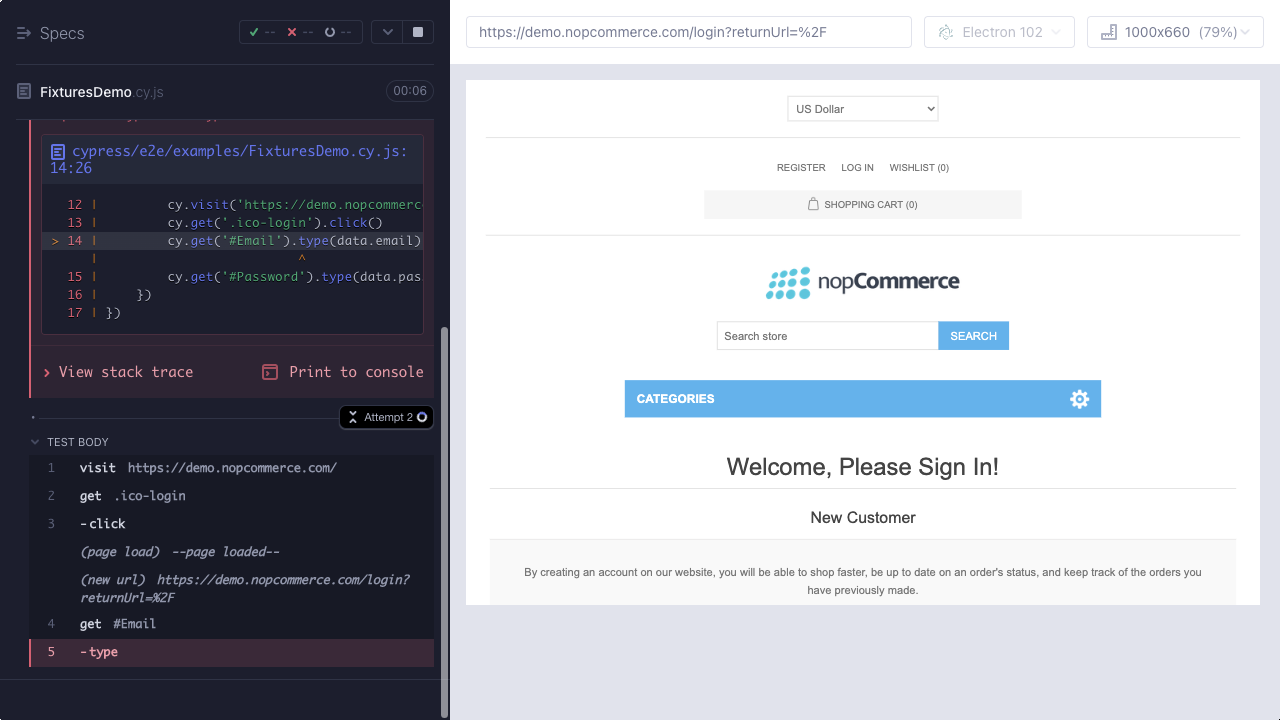 Specs
--
--
--
https://demo.nopcommerce.com/login?returnUrl=%2F
Electron 102
1000x660 (79%)
FixturesDemo.cy.js
00:06
cypress/e2e/examples/FixturesDemo.cy.js:
14:26
12 | cy.visit('https://demo.nopcommerc
13 | cy.get('.ico-login').click()
> 14 | cy.get('#Email').type(data.email)
| ^
15 | cy.get('#Password').type(data.pas
16 | })
17 | })
View stack trace
Print to console
Attempt 2
TEST BODY
1 visit https://demo.nopcommerce.com/
2 get .ico-login
3 -click
(page load) --page loaded--
(new url) https://demo.nopcommerce.com/login?
returnUrl=%2F
4 get #Email
5 -type
US Dollar
REGISTER LOG IN WISHLIST (0)
SHOPPING CART (0)
nopCommerce
Search store
SEARCH
CATEGORIES
Welcome, Please Sign In!
New Customer
By creating an account on our website, you will be able to shop faster, be up to date on an order's status, and keep track of the orders you
have previously made.